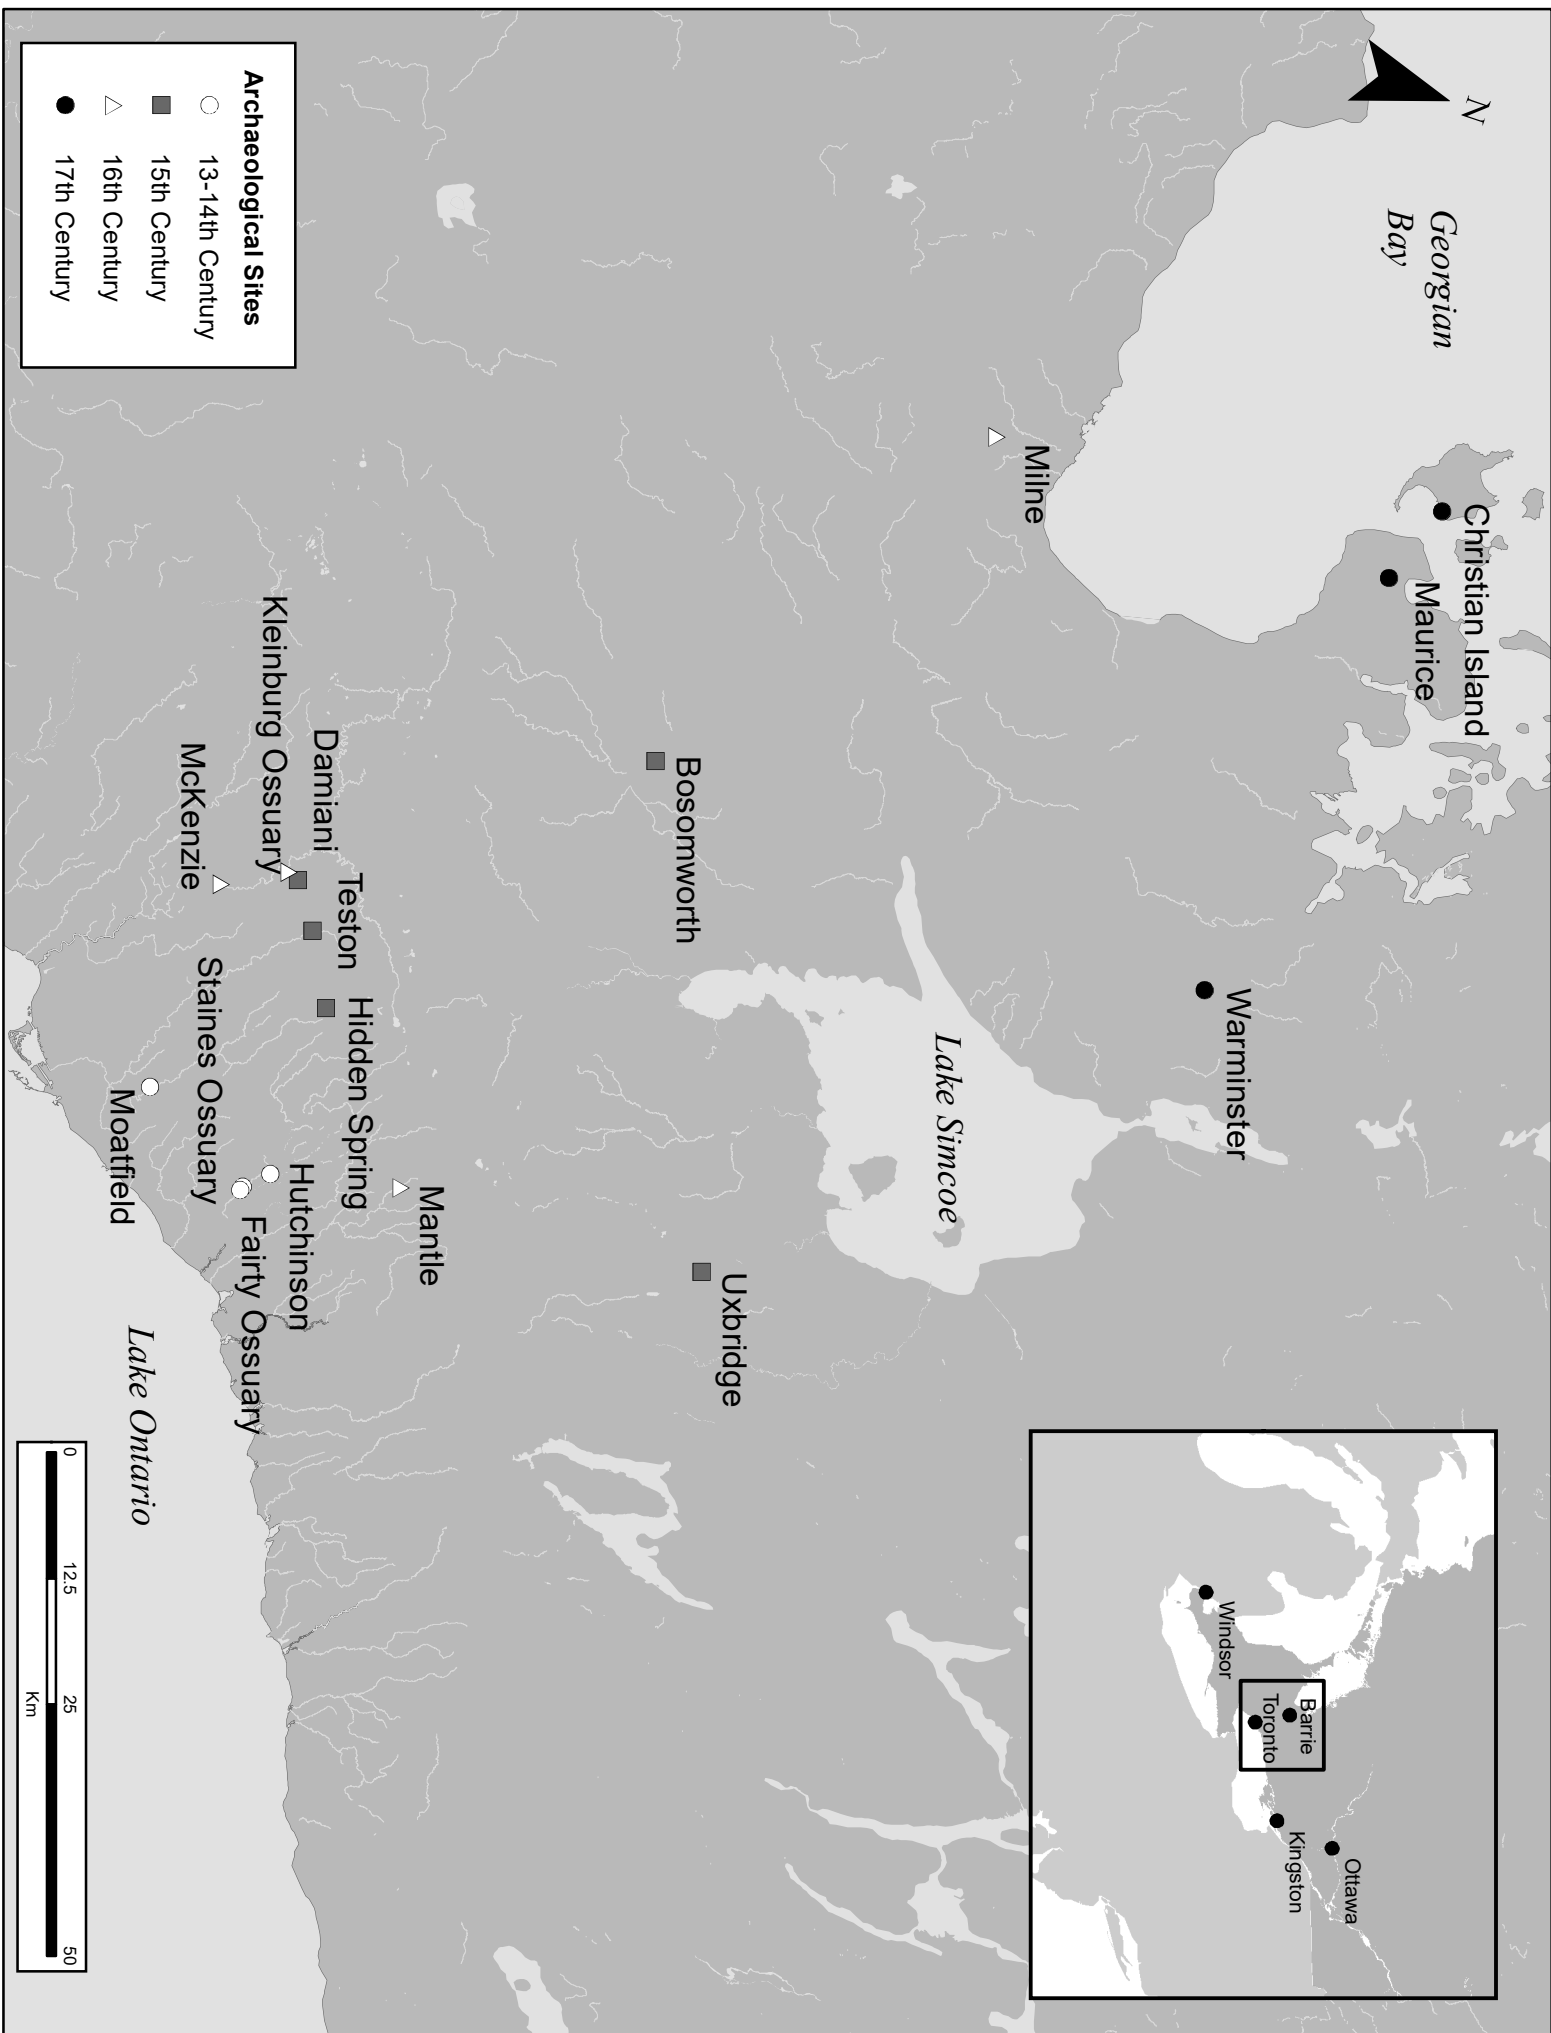 N
Georgian
Bay
Christian Island
Maurice
Milne
Warminster
Lake Simcoe
Bosomworth
Uxbridge
Mantle
Hidden Spring
Teston
Damiani
Kleinburg Ossuary
McKenzie
Hutchinson
Fairty Ossuary
Staines Ossuary
Moatfield
Lake Ontario
Barrie
Toronto
Windsor
Kingston
Ottawa
Archaeological Sites
13-14th Century
15th Century
16th Century
17th Century
0 12.5 25 50
Km